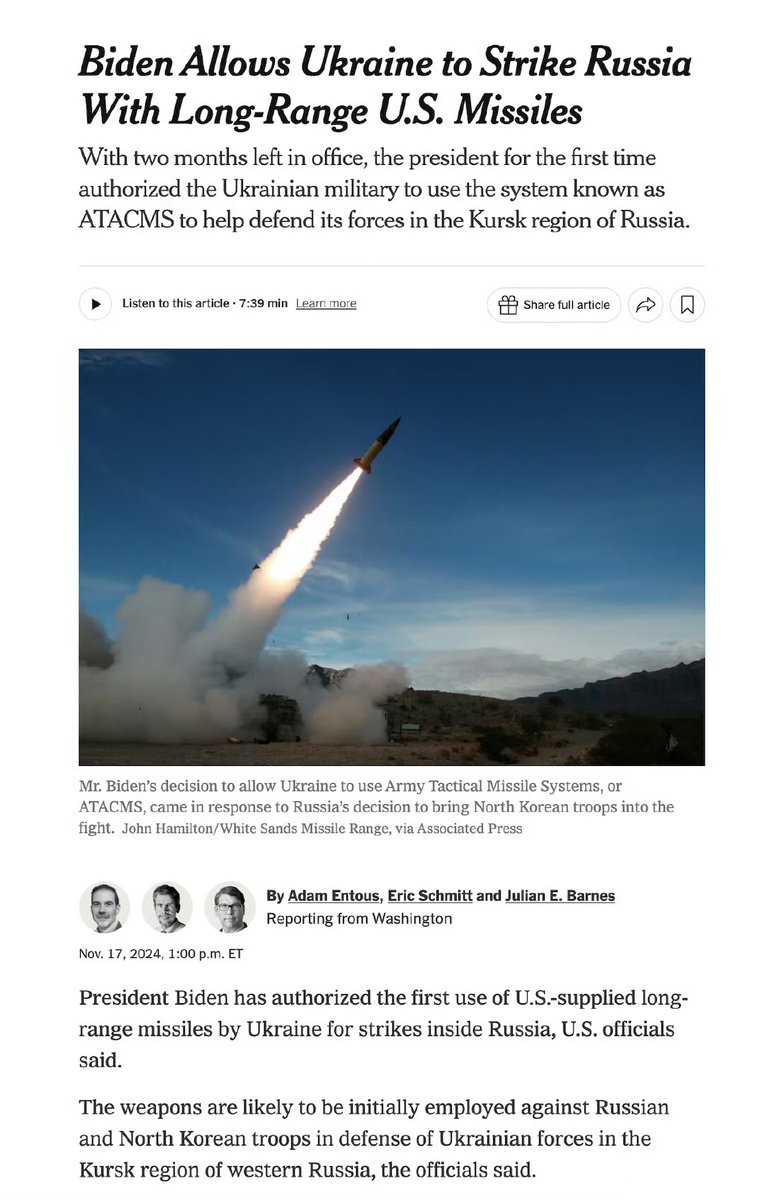 Biden Allows Ukraine to Strike Russia
With Long-Range U.S. Missiles
With two months left in office, the president for the first time
authorized the Ukrainian military to use the system known as
ATACMS to help defend its forces in the Kursk region of Russia.
Listen to this article · 7:39 min Learn more
Share full article
Mr. Biden’s decision to allow Ukraine to use Army Tactical Missile Systems, or
ATACMS, came in response to Russia’s decision to bring North Korean troops into the
fight. John Hamilton/White Sands Missile Range, via Associated Press
By Adam Entous, Eric Schmitt and Julian E. Barnes
Reporting from Washington
Nov. 17, 2024, 1:00 p.m. ET
President Biden has authorized the first use of U.S.-supplied long-
range missiles by Ukraine for strikes inside Russia, U.S. officials
said.
The weapons are likely to be initially employed against Russian
and North Korean troops in defense of Ukrainian forces in the
Kursk region of western Russia, the officials said.